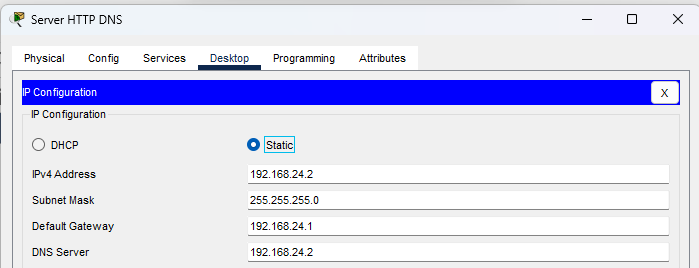 Server HTTP DNS
Physical Config Services Desktop Programming Attributes
IP Configuration X
IP Configuration
DHCP Static
IPv4 Address 192.168.24.2
Subnet Mask 255.255.255.0
Default Gateway 192.168.24.1
DNS Server 192.168.24.2